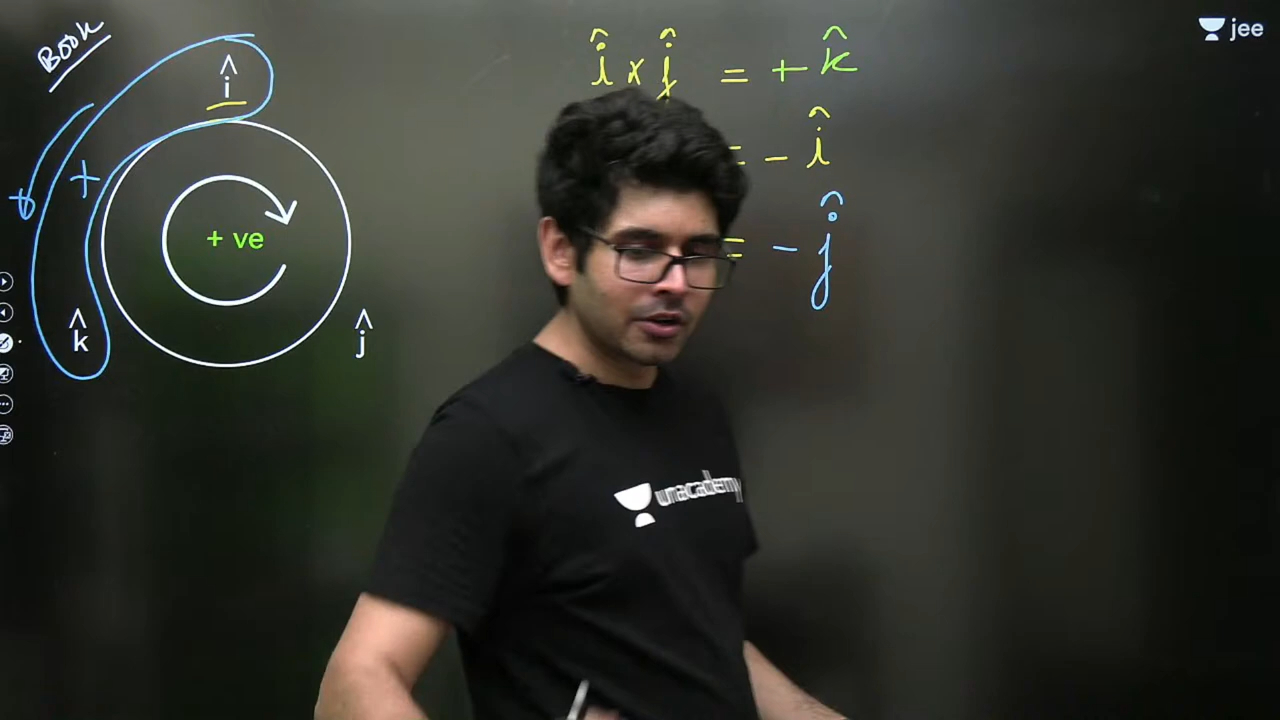 Book
î
+ ve
k̂
ĵ
î × ĵ = + k̂
= - î
= - ĵ
jee
unacademy